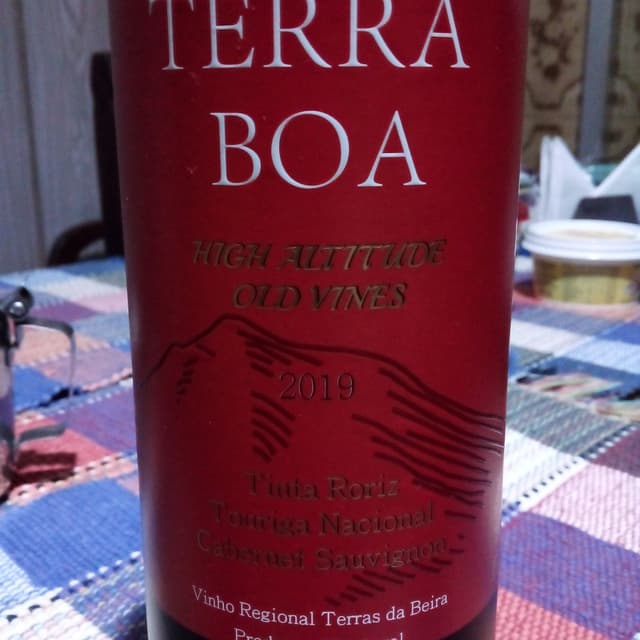 TERRA
BOA
HIGH ALTITUDE
OLD VINES
2019
Tinta Roriz
Touriga Nacional
Cabernet Sauvignon
Vinho Regional Terras da Beira